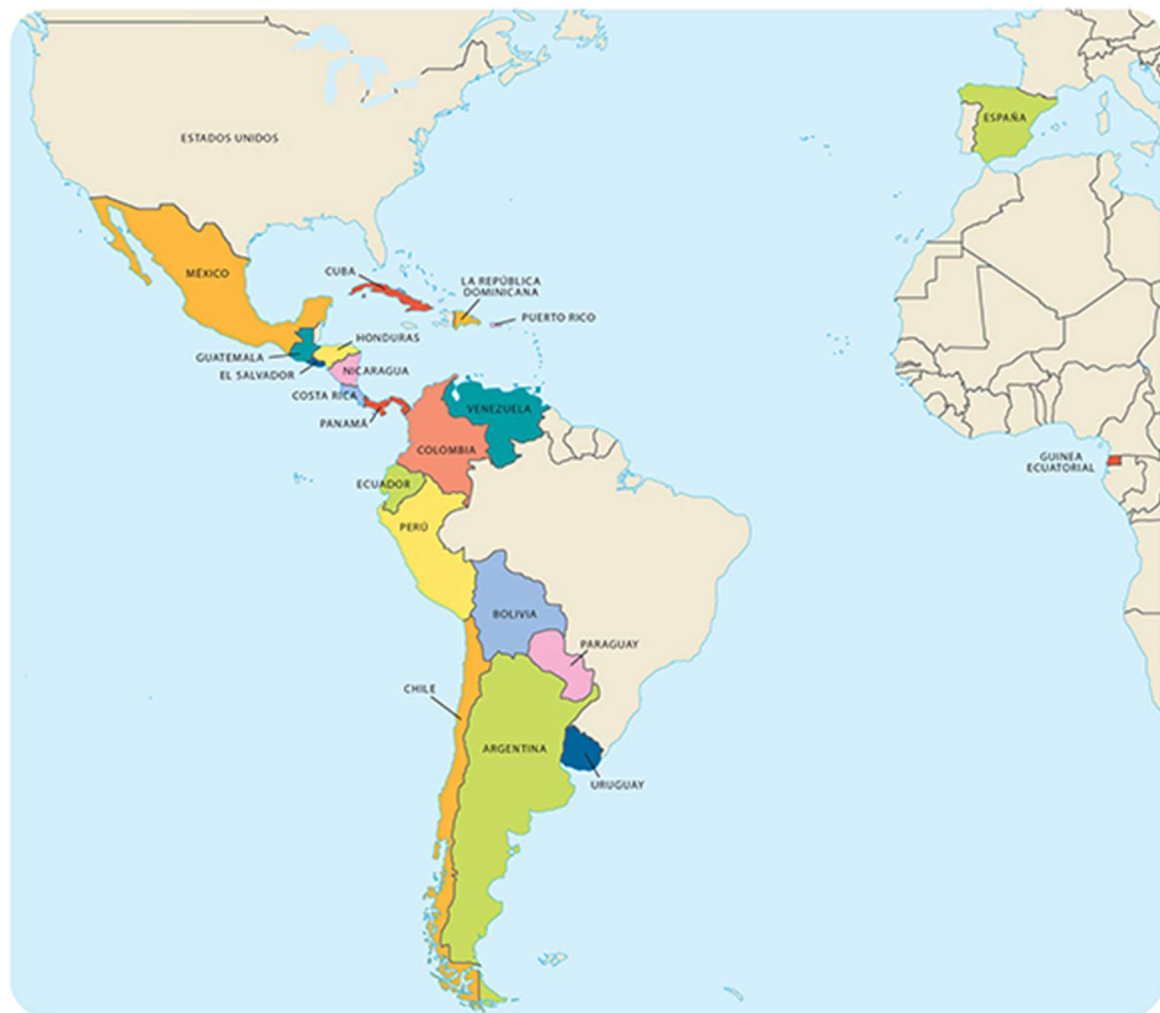 ESTADOS UNIDOS
ESPAÑA
MÉXICO
CUBA
LA REPÚBLICA
DOMINICANA
PUERTO RICO
HONDURAS
GUATEMALA
NICARAGUA
EL SALVADOR
COSTA RICA
PANAMÁ
VENEZUELA
COLOMBIA
GUINEA
ECUATORIAL
ECUADOR
PERÚ
BOLIVIA
PARAGUAY
CHILE
ARGENTINA
URUGUAY